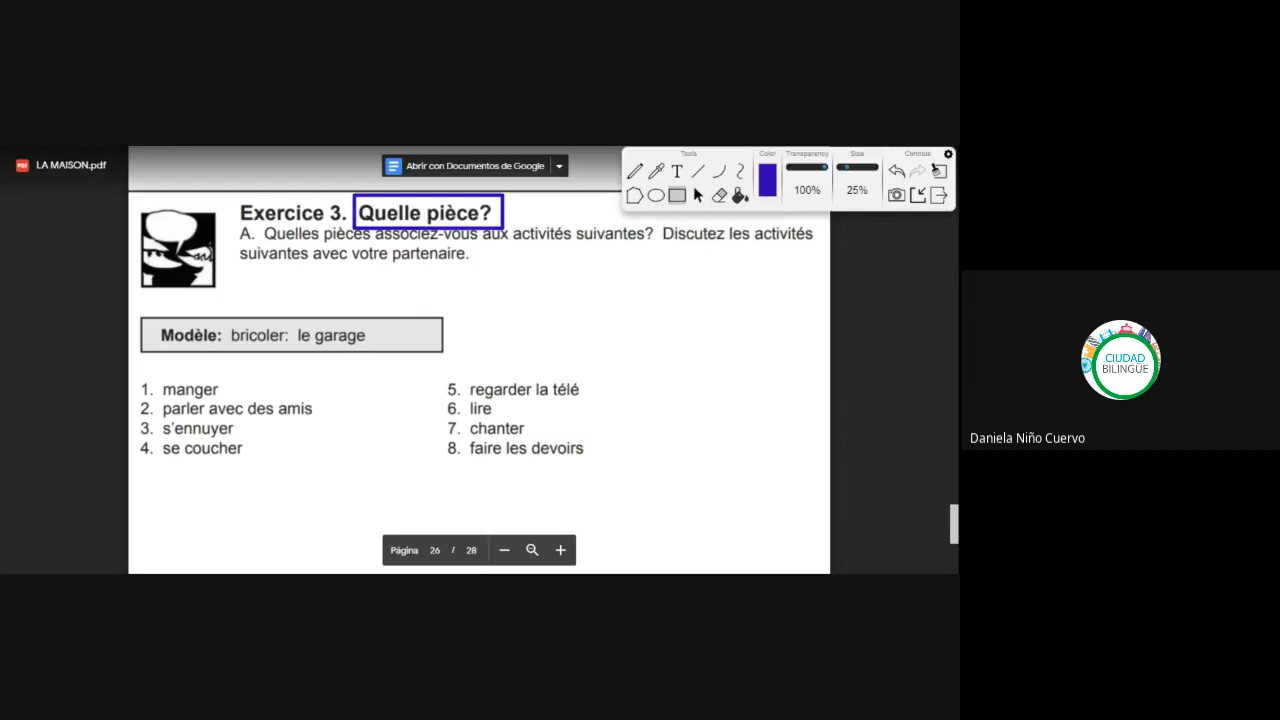 LA MAISON.pdf
Abrir con Documentos de Google
Tools
Color
Transparency
Size
Controls
100%
25%
Exercice 3. Quelle pièce?
A. Quelles pièces associez-vous aux activités suivantes? Discutez les activités
suivantes avec votre partenaire.
Modèle: bricoler: le garage
1. manger
2. parler avec des amis
3. s'ennuyer
4. se coucher
5. regarder la télé
6. lire
7. chanter
8. faire les devoirs
Página 26 / 28
CIUDAD
BILINGÜE
Daniela Niño Cuervo